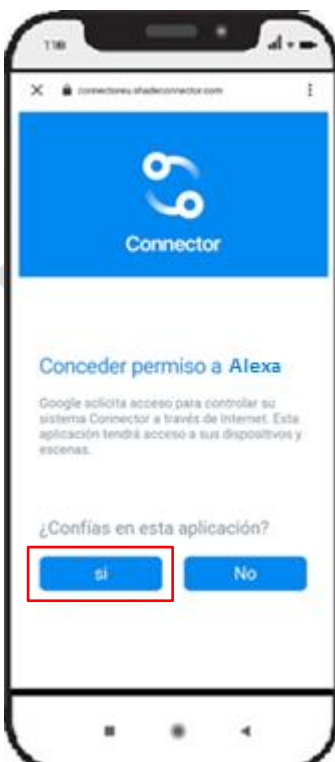 connectoreu.shadeconnector.com
Connector
Conceder permiso a Alexa
Google solicita acceso para controlar su
sistema Connector a través de Internet. Esta
aplicación tendrá acceso a sus dispositivos y
escenas.
¿Confías en esta aplicación?
si No